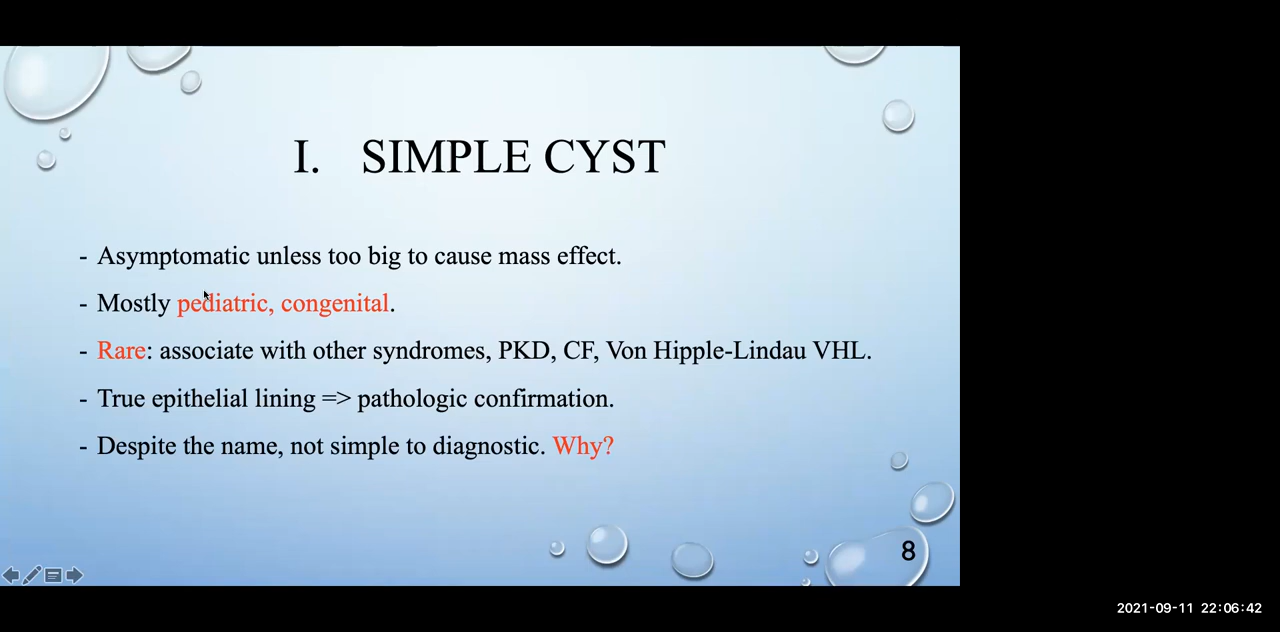 I. SIMPLE CYST
- Asymptomatic unless too big to cause mass effect.
- Mostly pediatric, congenital.
- Rare: associate with other syndromes, PKD, CF, Von Hipple-Lindau VHL.
- True epithelial lining => pathologic confirmation.
- Despite the name, not simple to diagnostic. Why?
8
2021-09-11 22:06:42